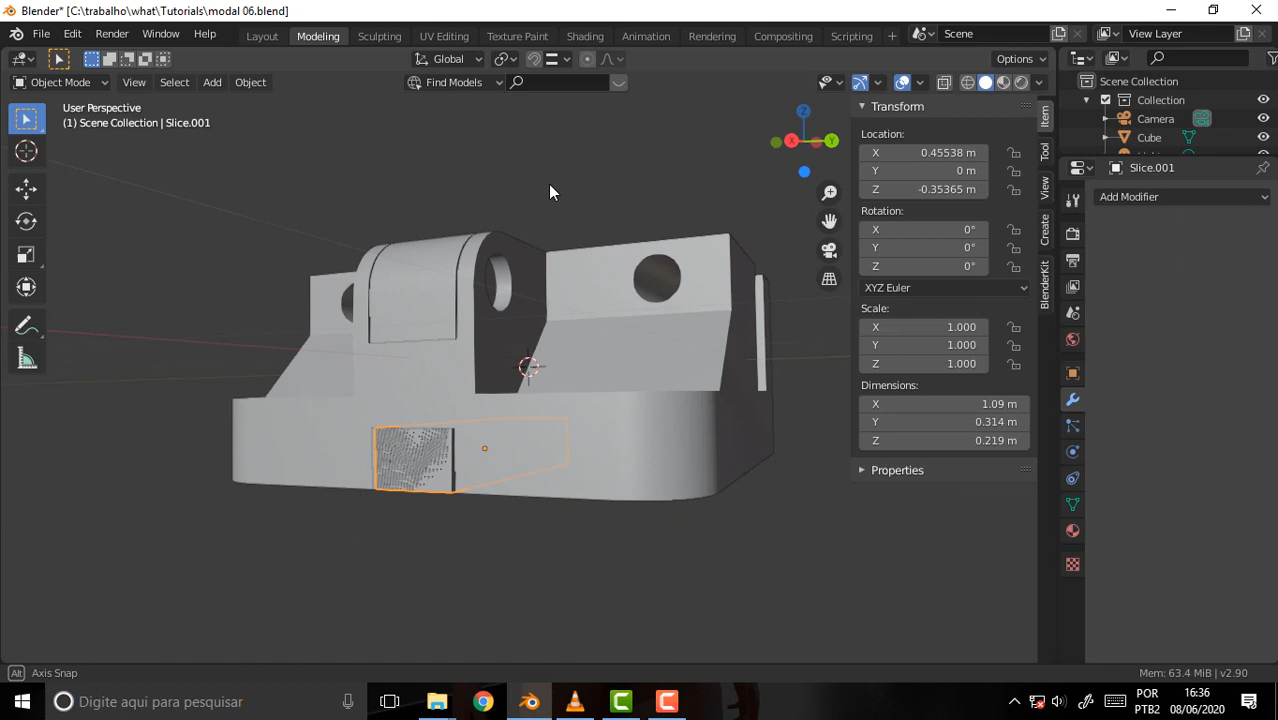 Blender* [C:\trabalho\what\Tutorials\modal 06.blend]
File Edit Render Window Help
Layout Modeling Sculpting UV Editing Texture Paint Shading Animation Rendering Compositing Scripting +
Scene View Layer
Global Options
Object Mode View Select Add Object Find Models
User Perspective
(1) Scene Collection | Slice.001
X Y Z
Transform
Location:
X 0.45538 m
Y 0 m
Z -0.35365 m
Rotation:
X 0°
Y 0°
Z 0°
XYZ Euler
Scale:
X 1.000
Y 1.000
Z 1.000
Dimensions:
X 1.09 m
Y 0.314 m
Z 0.219 m
Properties
Item
Tool
View
Create
BlenderKit
Scene Collection
Collection
Camera
Cube
Slice.001
Add Modifier
Alt Axis Snap
Mem: 63.4 MiB | v2.90
Digite aqui para pesquisar
POR
PTB2
16:36
08/06/2020